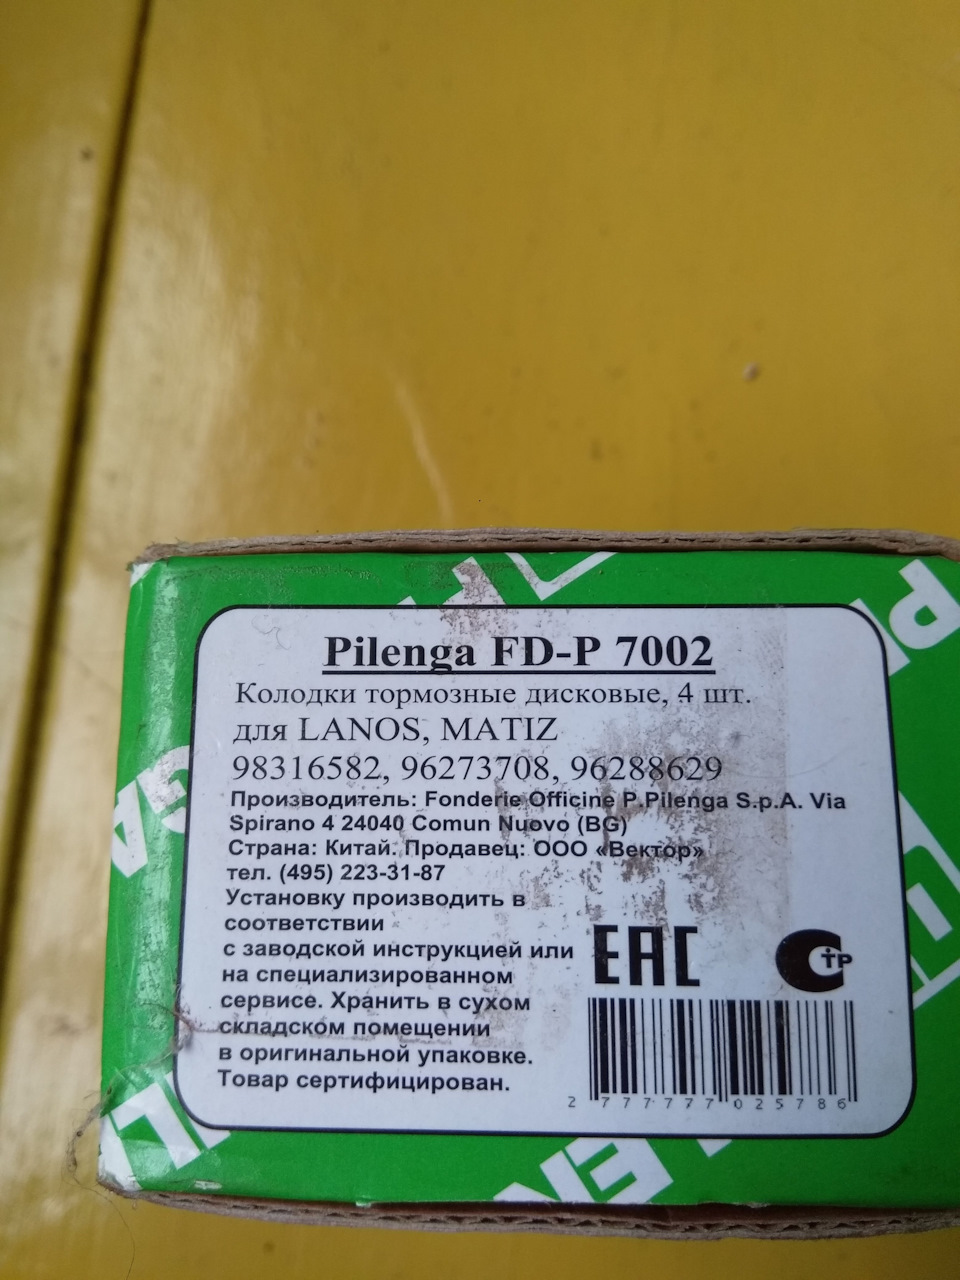 Pilenga FD-P 7002
Колодки тормозные дисковые, 4 шт.
для LANOS, MATIZ
98316582, 96273708, 96288629
Производитель: Fonderie Officine P.Pilenga S.p.A. Via
Spirano 4 24040 Comun Nuovo (BG)
Страна: Китай. Продавец: ООО «Вектор»
тел. (495) 223-31-87
Установку производить в
соответствии
с заводской инструкцией или
на специализированном
сервисе. Хранить в сухом
складском помещении
в оригинальной упаковке.
Товар сертифицирован.
ЕАС
СТР
2 777777 025786